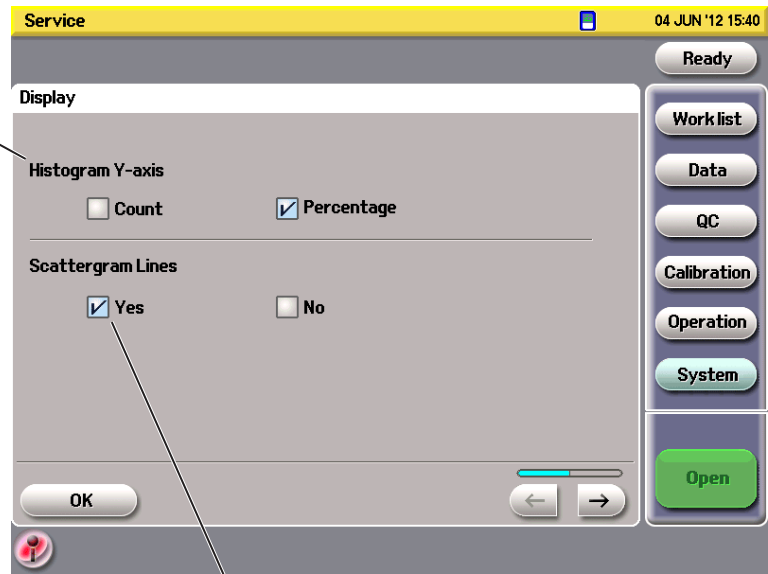 Service
04 JUN '12 15:40
Ready
Display
Work list
Histogram Y-axis
Data
Count
Percentage
QC
Scattergram Lines
Calibration
Yes
No
Operation
System
Open
OK
← →